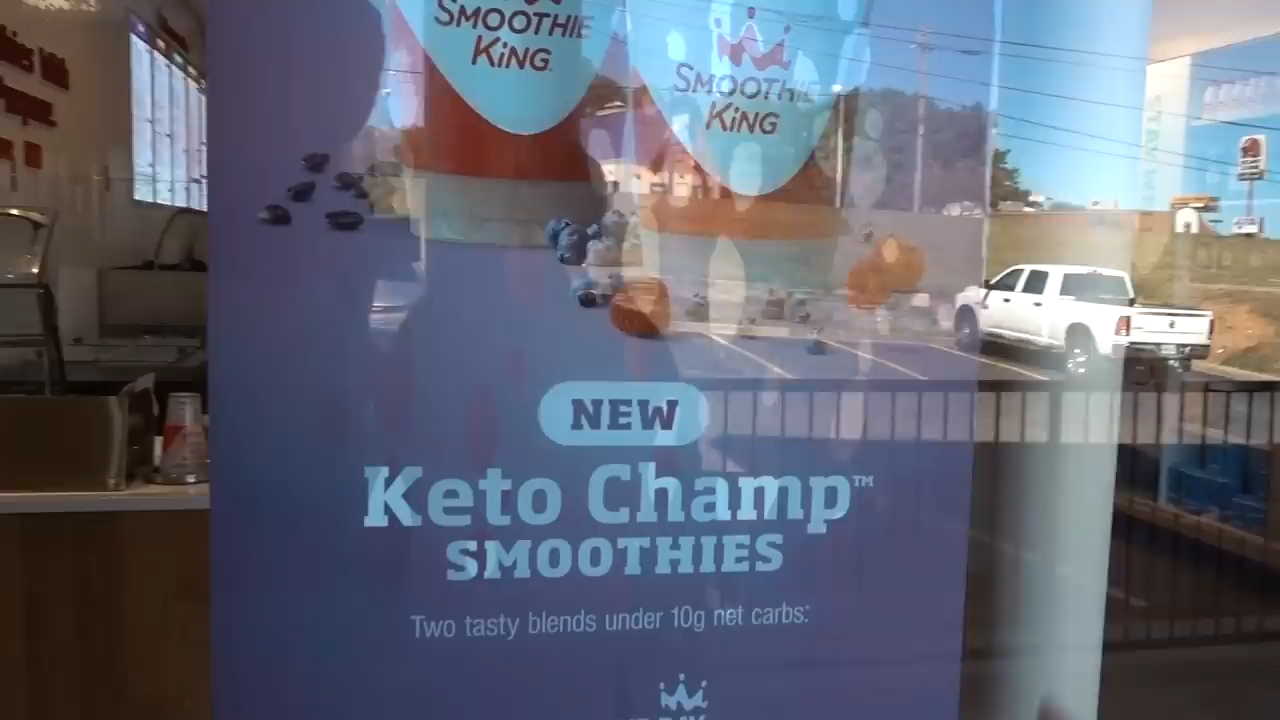 SMOOTHIE
KING
SMOOTHIE
KING
NEW
Keto Champ™
SMOOTHIES
Two tasty blends under 10g net carbs: